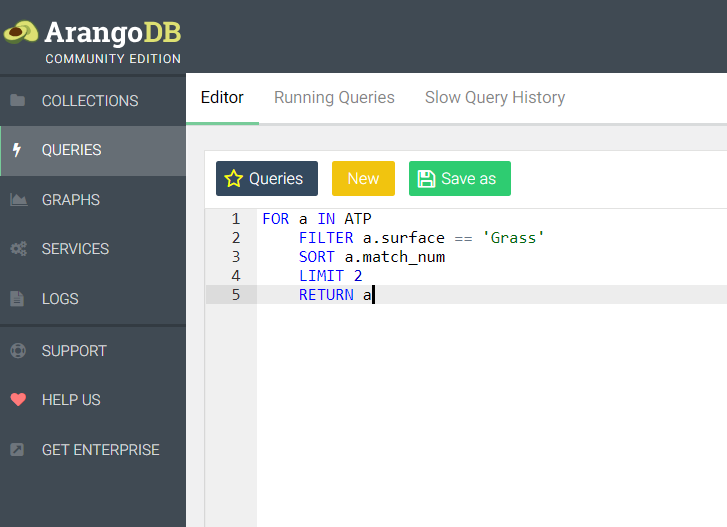 ArangoDB
COMMUNITY EDITION
COLLECTIONS
QUERIES
GRAPHS
SERVICES
LOGS
SUPPORT
HELP US
GET ENTERPRISE
Editor Running Queries Slow Query History
Queries New Save as
1 FOR a IN ATP
2 FILTER a.surface == 'Grass'
3 SORT a.match_num
4 LIMIT 2
5 RETURN a